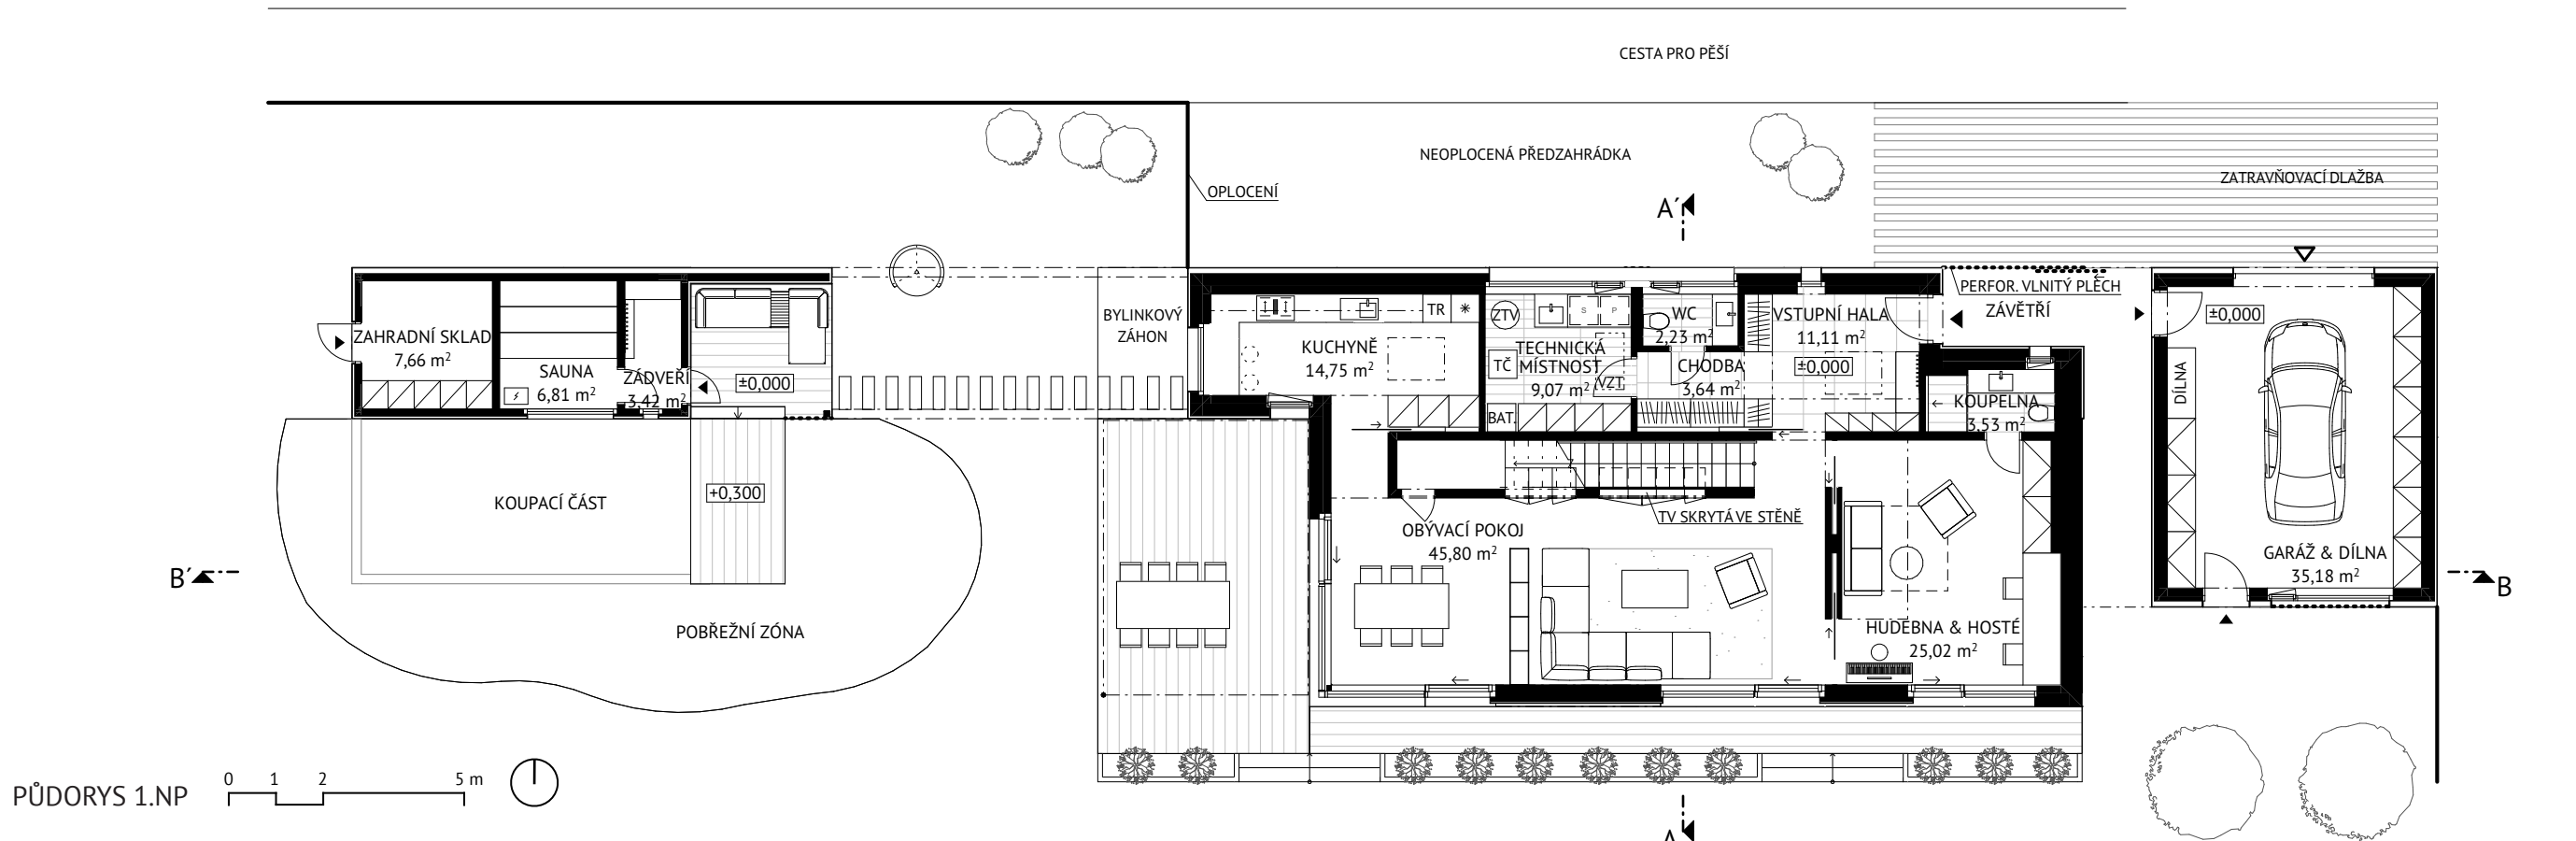 CESTA PRO PĚŠÍ
NEOPLOCENÁ PŘEDZAHRÁDKA
ZATRAVŇOVACÍ DLAŽBA
OPLOCENÍ
A´
PERFOR. VLNITÝ PLECH
ZÁVĚTŘÍ
BYLINKOVÝ
ZÁHON
ZAHRADNÍ SKLAD
7,66 m²
SAUNA
6,81 m²
ZÁDVEŘÍ
3,42 m²
±0,000
KUCHYNĚ
14,75 m²
TR
ZTV
S
P
TČ
TECHNICKÁ
MÍSTNOST
9,07 m²
VZT
BAT.
WC
2,23 m²
CHODBA
3,64 m²
VSTUPNÍ HALA
11,11 m²
±0,000
KOUPELNA
3,53 m²
±0,000
DÍLNA
KOUPACÍ ČÁST
+0,300
TV SKRYTÁ VE STĚNĚ
OBÝVACÍ POKOJ
45,80 m²
GARÁŽ & DÍLNA
35,18 m²
B´
B
POBŘEŽNÍ ZÓNA
HUDEBNA & HOSTÉ
25,02 m²
PŮDORYS 1.NP
0 1 2 5 m
A